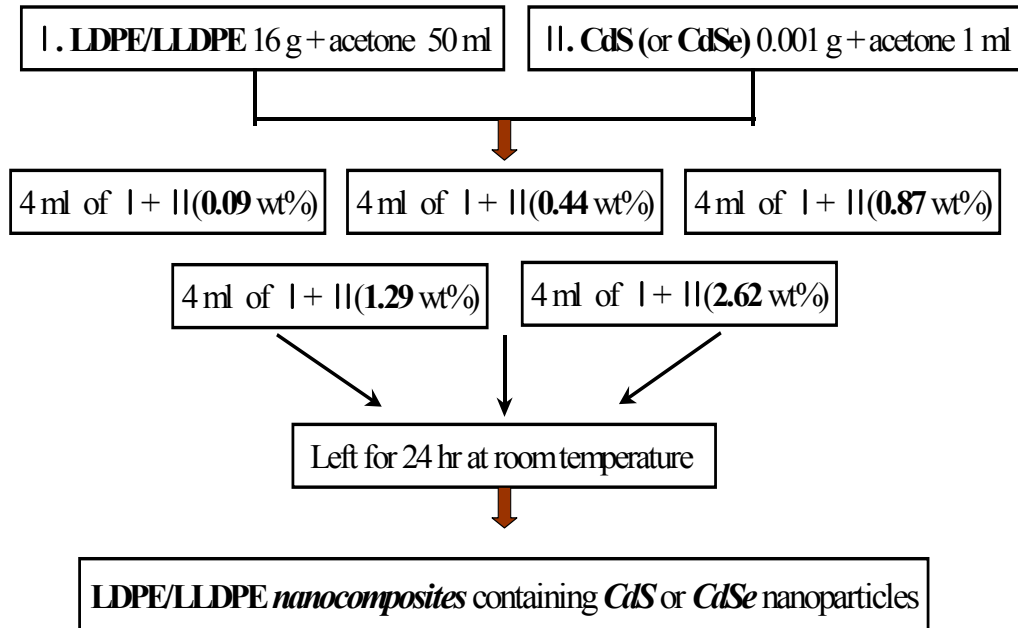 I. LDPE/LLDPE 16 g + acetone 50 ml
II. CdS (or CdSe) 0.001 g + acetone 1 ml
4 ml of I + II(0.09 wt%)
4 ml of I + II(0.44 wt%)
4 ml of I + II(0.87 wt%)
4 ml of I + II(1.29 wt%)
4 ml of I + II(2.62 wt%)
Left for 24 hr at room temperature
LDPE/LLDPE nanocomposites containing CdS or CdSe nanoparticles